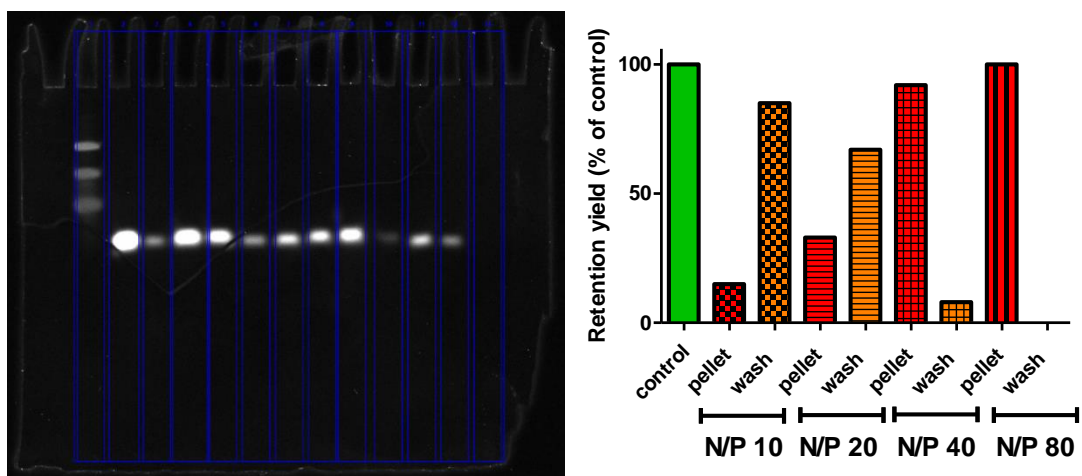 Retention yield (% of control)
100
50
0
control
pellet
wash
pellet
wash
pellet
wash
pellet
wash
N/P 10
N/P 20
N/P 40
N/P 80